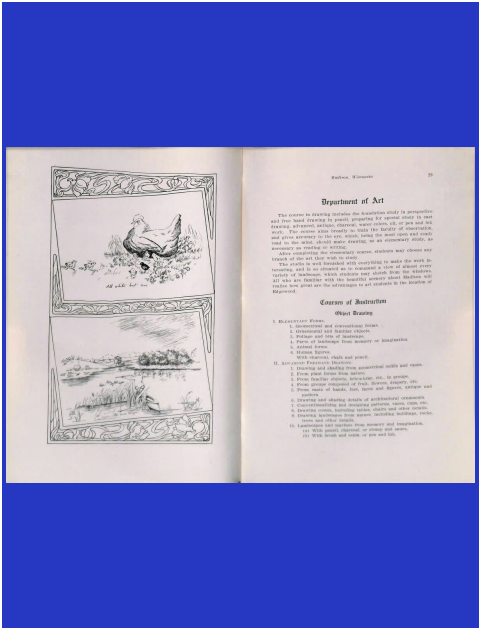 All white but one
Madison, Wisconsin 23
Department of Art
The course in drawing includes the foundation study in perspective
and free hand drawing in pencil, preparing for special study in cast
drawing, advanced, antique, charcoal, water colors, oil, or pen and ink
work. The course aims broadly to train the faculty of observation,
and gives accuracy to the eye, which, being the most open and ready
road to the mind, should make drawing, as an elementary study, as
necessary as reading or writing.
After completing the elementary course, students may choose any
branch of the art they wish to study.
The studio is well furnished with everything to make the work in-
teresting, and is so situated as to command a view of almost every
variety of landscape, which students may sketch from the windows.
All who are familiar with the beautiful scenery about Madison will
realize how great are the advantages to art students in the location of
Edgewood.
Courses of Instruction
Object Drawing
I. Elementary Forms.
1. Geometrical and conventional forms.
2. Ornamental and familiar objects.
3. Foliage and bits of landscape.
4. Parts of landscape from memory or imagination.
5. Animal forms.
6. Human figures.
With charcoal, chalk and pencil.
II. Advanced Freehand Drawing.
1. Drawing and shading from geometrical solids and vases.
2. From plant forms from nature.
3. From familiar objects, bric-a-brac, etc., in groups.
4. From groups composed of fruit, flowers, drapery, etc.
5. From casts of hands, feet, faces and figures, antique and
modern.
6. Drawing and shading details of architectural ornaments.
7. Conventionalizing and designing patterns, vases, rugs, etc.
8. Drawing rooms, including tables, chairs and other details.
9. Drawing landscapes from nature, including buildings, rocks,
trees and other details.
10. Landscapes and marines from memory and imagination.
(a) With pencil, charcoal, or stump and sauce.
(b) With brush and wash, or pen and ink.